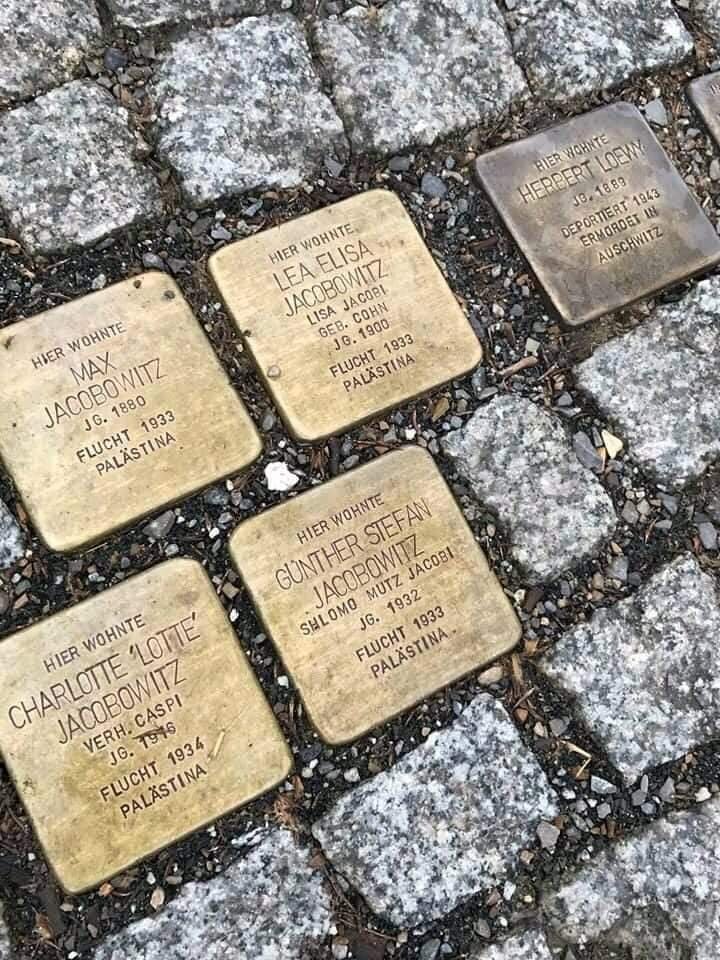 HIER WOHNTE
MAX
JACOBOWITZ
JG. 1880
FLUCHT 1933
PALÄSTINA
HIER WOHNTE
LEA ELISA
JACOBOWITZ
LISA JACOBI
GEB. COHN
JG. 1900
FLUCHT 1933
PALÄSTINA
HIER WOHNTE
HERBERT LOEWY
JG. 1889
DEPORTIERT 1943
ERMORDET IN
AUSCHWITZ
HIER WOHNTE
CHARLOTTE 'LOTTE'
JACOBOWITZ
VERH. CASPI
JG. 1916
FLUCHT 1934
PALÄSTINA
HIER WOHNTE
GÜNTHER STEFAN
JACOBOWITZ
SHLOMO MUTZ JACOBI
JG. 1932
FLUCHT 1933
PALÄSTINA